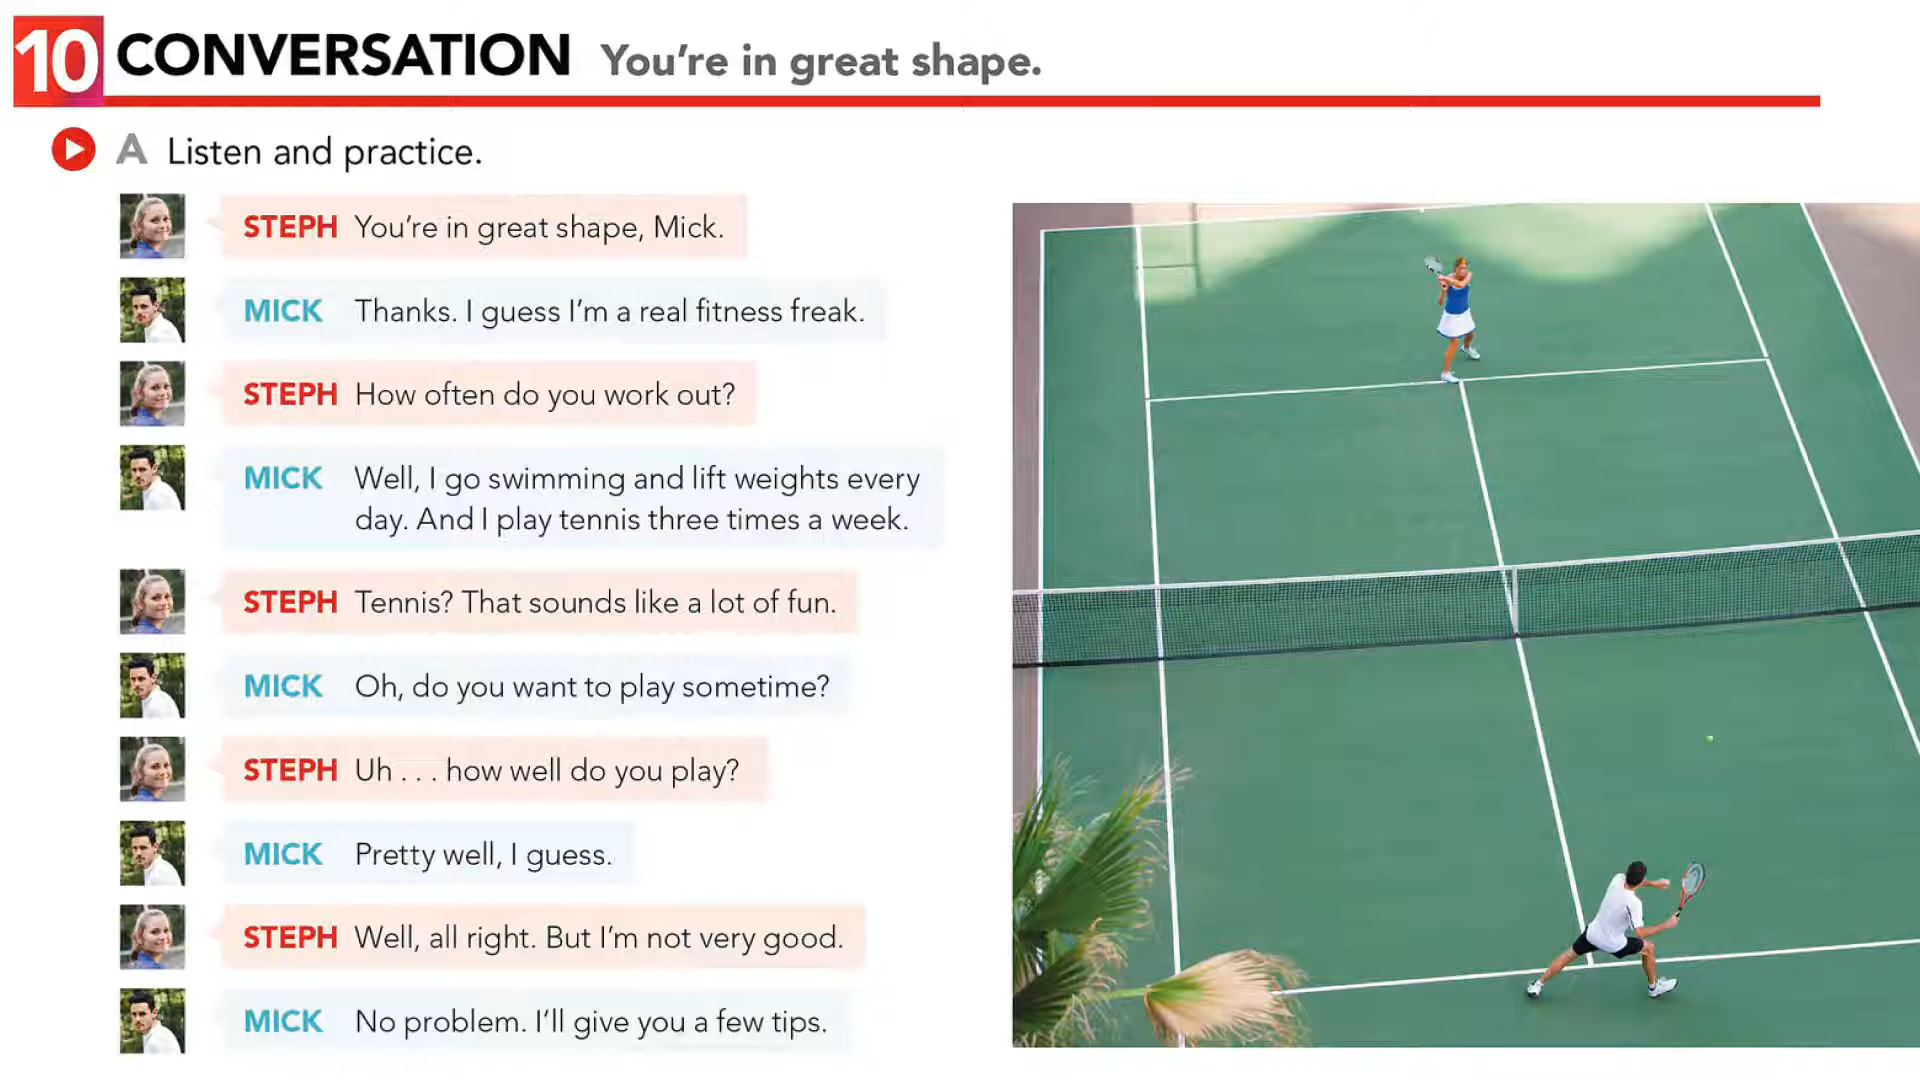 10 CONVERSATION You're in great shape.
A Listen and practice.
STEPH You're in great shape, Mick.
MICK Thanks. I guess I'm a real fitness freak.
STEPH How often do you work out?
MICK Well, I go swimming and lift weights every
day. And I play tennis three times a week.
STEPH Tennis? That sounds like a lot of fun.
MICK Oh, do you want to play sometime?
STEPH Uh . . . how well do you play?
MICK Pretty well, I guess.
STEPH Well, all right. But I'm not very good.
MICK No problem. I'll give you a few tips.